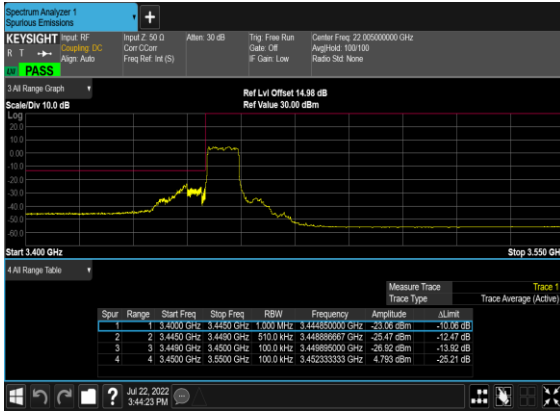 Spectrum Analyzer 1
Spurious Emissions
+
KEYSIGHT Input: RF Input Z: 50 Ω Atten: 30 dB Trig: Free Run Center Freq: 22.005000000 GHz
R T Coupling: DC Corr CCorr Gate: Off Avg|Hold: 100/100
Align: Auto Freq Ref: Int (S) IF Gain: Low Radio Std: None
PASS
3 All Range Graph
Ref Lvl Offset 14.98 dB
Scale/Div 10.0 dB Ref Value 30.00 dBm
Log
20.0
10.0
0.00
-10.0
-20.0
-30.0
-40.0
-50.0
-60.0
Start 3.400 GHz Stop 3.550 GH
4 All Range Table
Measure Trace Trace 1
Trace Type Trace Average (Active)
Spur Range Start Freq Stop Freq RBW Frequency Amplitude ΔLimit
1 1 3.4000 GHz 3.4450 GHz 1.000 MHz 3.444850000 GHz -23.06 dBm -10.06 dB
2 2 3.4450 GHz 3.4490 GHz 510.0 kHz 3.448886667 GHz -25.47 dBm -12.47 dB
3 3 3.4490 GHz 3.4500 GHz 100.0 kHz 3.449895000 GHz -26.92 dBm -13.92 dB
4 4 3.4500 GHz 3.5500 GHz 100.0 kHz 3.452333333 GHz 4.793 dBm -25.21 dB
? Jul 22, 2022
3:44:23 PM